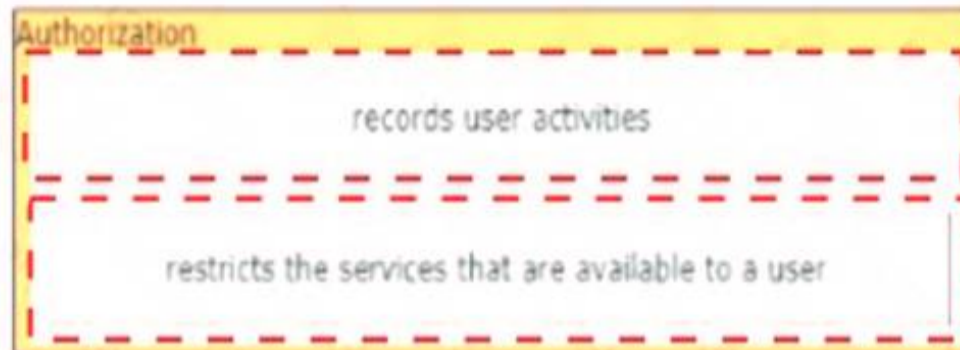 Authorization
records user activities
restricts the services that are available to a user